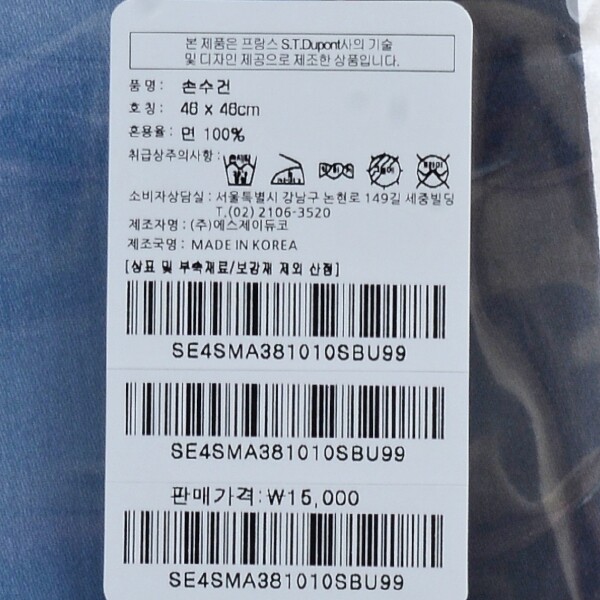 본 제품은 프랑스 S.T.Dupont사의 기술
및 디자인 제공으로 제조한 상품입니다.
품 명: 손수건
호 칭: 46 x 46cm
혼용율: 면 100%
취급상주의사항:
소비자상담실: 서울특별시 강남구 논현로 149길 세중빌딩
T.(02) 2106-3520
제조자명: (주)에스제이듀코
제조국명: MADE IN KOREA
[상표 및 부속재료/보강재 제외 산정]
SE4SMA381010SBU99
SE4SMA381010SBU99
판매가격:₩15,000
SE4SMA381010SBU99